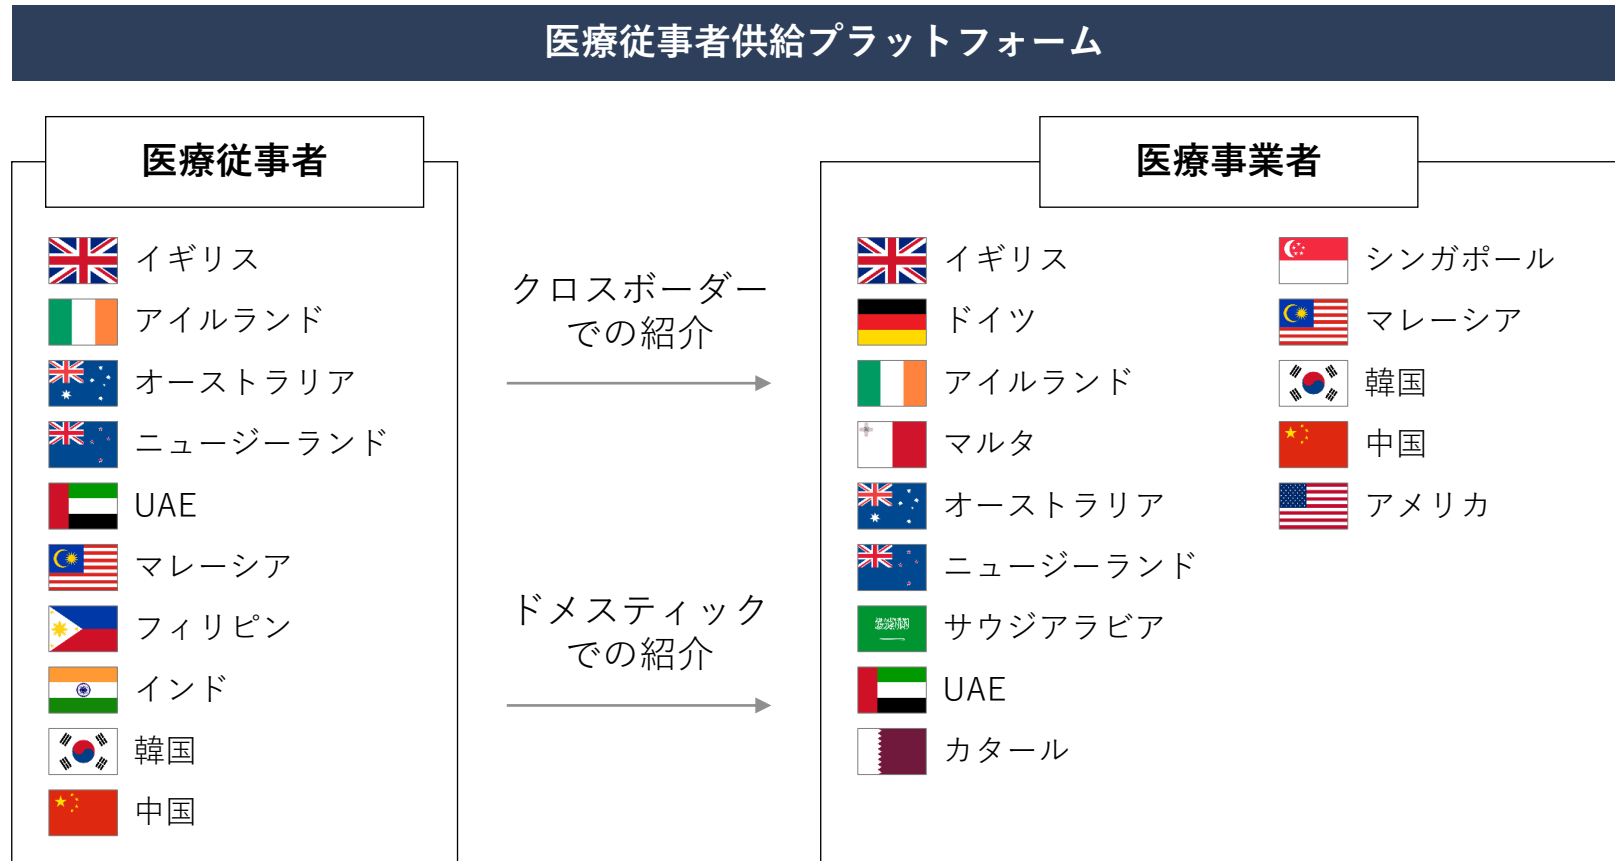 医療従事者供給プラットフォーム
医療従事者
イギリス
アイルランド
オーストラリア
ニュージーランド
UAE
マレーシア
フィリピン
インド
韓国
中国
クロスボーダー
での紹介
ドメスティック
での紹介
医療事業者
イギリス
ドイツ
アイルランド
マルタ
オーストラリア
ニュージーランド
サウジアラビア
UAE
カタール
シンガポール
マレーシア
韓国
中国
アメリカ